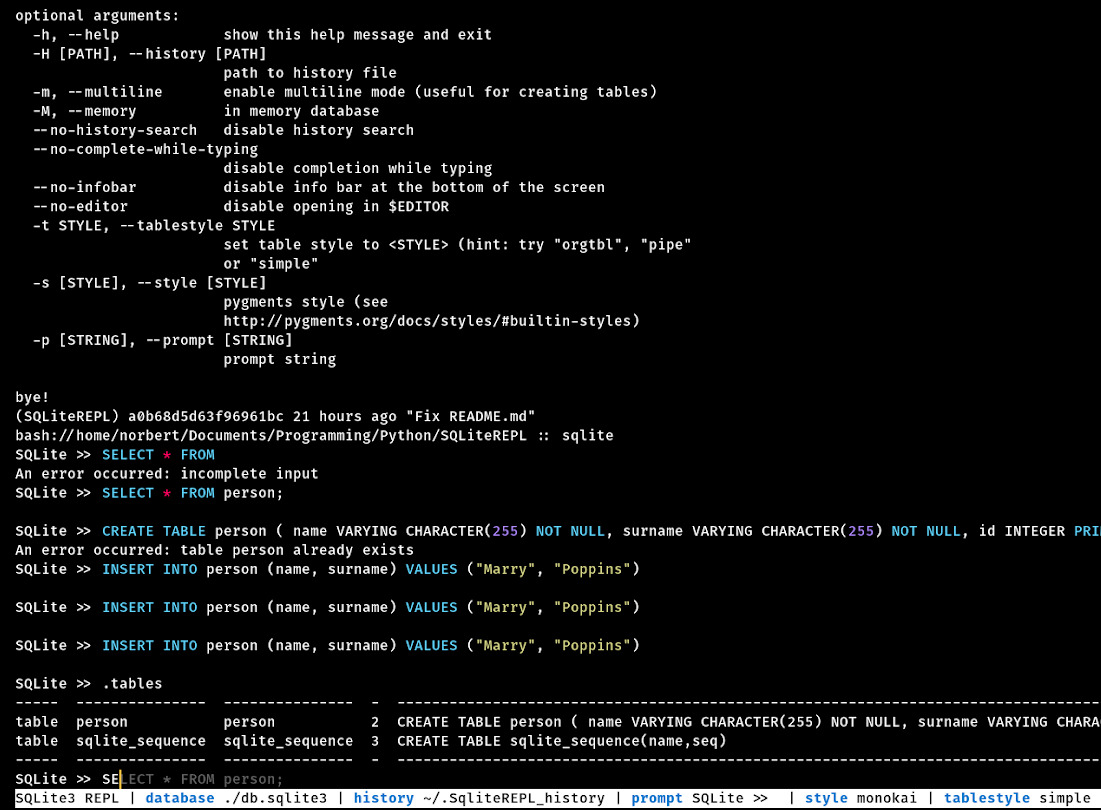 optional arguments:
  -h, --help            show this help message and exit
  -H [PATH], --history [PATH]
                        path to history file
  -m, --multiline       enable multiline mode (useful for creating tables)
  -M, --memory          in memory database
  --no-history-search   disable history search
  --no-complete-while-typing
                        disable completion while typing
  --no-infobar          disable info bar at the bottom of the screen
  --no-editor           disable opening in $EDITOR
  -t STYLE, --tablestyle STYLE
                        set table style to <STYLE> (hint: try "orgtbl", "pipe"
                        or "simple"
  -s [STYLE], --style [STYLE]
                        pygments style (see
                        http://pygments.org/docs/styles/#builtin-styles)
  -p [STRING], --prompt [STRING]
                        prompt string

bye!
(SQLiteREPL) a0b68d5d63f96961bc 21 hours ago "Fix README.md"
bash://home/norbert/Documents/Programming/Python/SQLiteREPL :: sqlite
SQLite >> SELECT * FROM
An error occurred: incomplete input
SQLite >> SELECT * FROM person;

SQLite >> CREATE TABLE person ( name VARYING CHARACTER(255) NOT NULL, surname VARYING CHARACTER(255) NOT NULL, id INTEGER PRI
An error occurred: table person already exists
SQLite >> INSERT INTO person (name, surname) VALUES ("Marry", "Poppins")

SQLite >> INSERT INTO person (name, surname) VALUES ("Marry", "Poppins")

SQLite >> INSERT INTO person (name, surname) VALUES ("Marry", "Poppins")

SQLite >> .tables
-----  ---------------  ---------------  -  ---------------------------------------------------------------------------------
table  person           person           2  CREATE TABLE person ( name VARYING CHARACTER(255) NOT NULL, surname VARYING CHARA
table  sqlite_sequence  sqlite_sequence  3  CREATE TABLE sqlite_sequence(name,seq)
-----  ---------------  ---------------  -  ---------------------------------------------------------------------------------
SQLite >> SELECT * FROM person;
SQLite3 REPL | database ./db.sqlite3 | history ~/.SqliteREPL_history | prompt SQLite >>  | style monokai | tablestyle simple